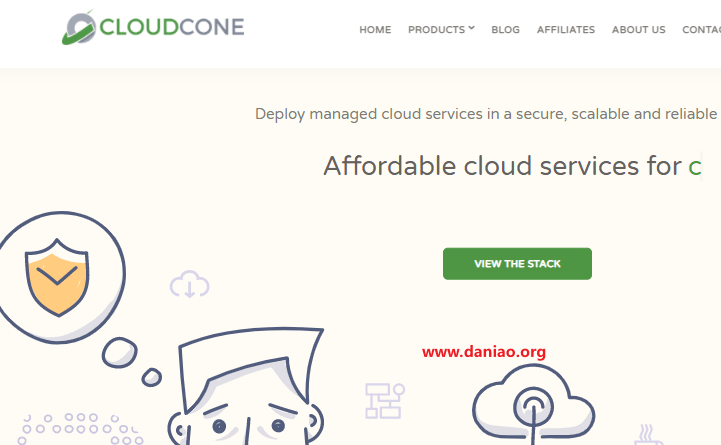 CLOUDCONE
HOME PRODUCTS BLOG AFFILIATES ABOUT US
Deploy managed cloud services in a secure, scalable and reliable
Affordable cloud services for c
VIEW THE STACK
www.daniao.org